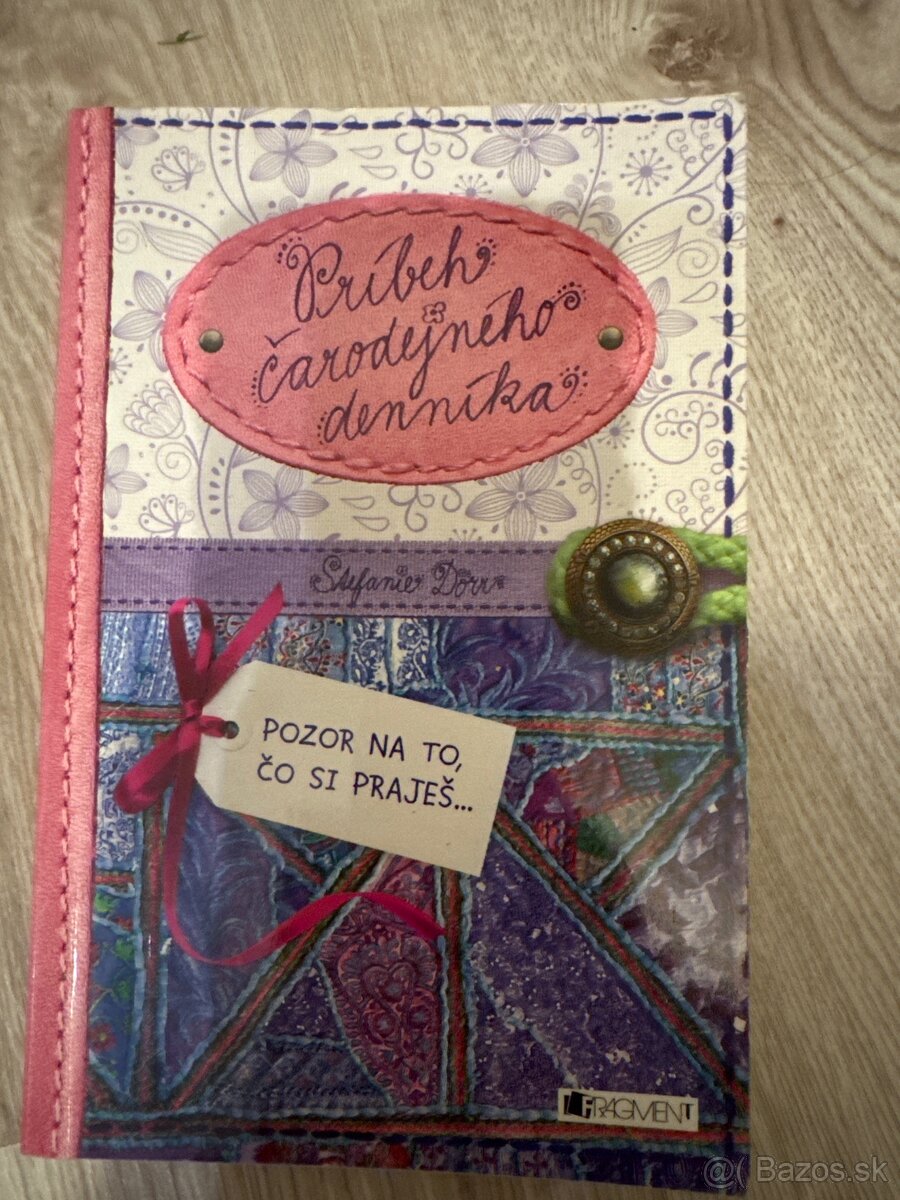 Príbeh
čarodejného
denníka
Stefanie Dörr
POZOR NA TO,
ČO SI PRAJEŠ...
FRAGMENT
@( Bazos.sk